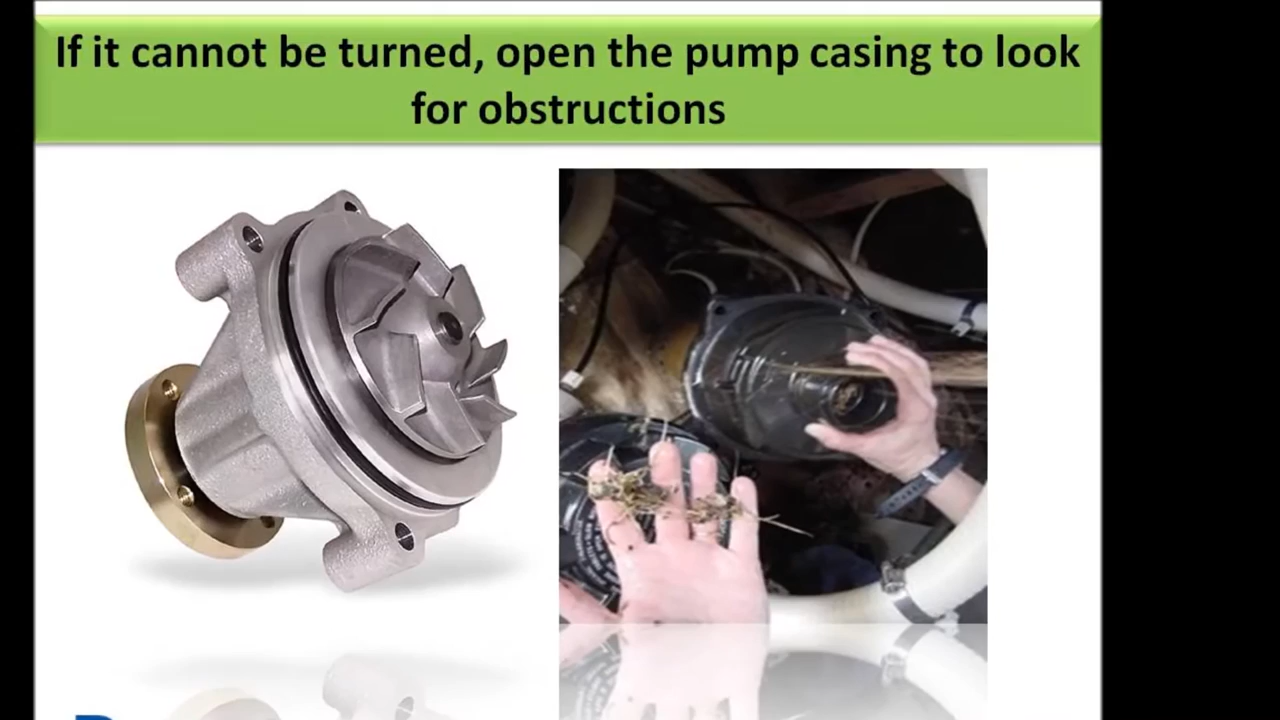 If it cannot be turned, open the pump casing to look
for obstructions